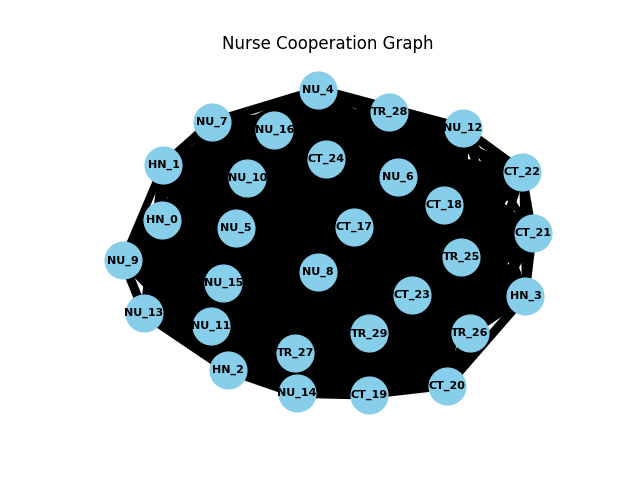 Nurse Cooperation Graph
NU_4
TR_28
NU_7
NU_12
NU_16
CT_24
HN_1
CT_22
NU_10
NU_6
CT_18
HN_0
NU_5
CT_17
CT_21
NU_9
TR_25
NU_8
NU_15
CT_23
HN_3
NU_13
NU_11
TR_29
TR_26
TR_27
HN_2
CT_20
NU_14
CT_19